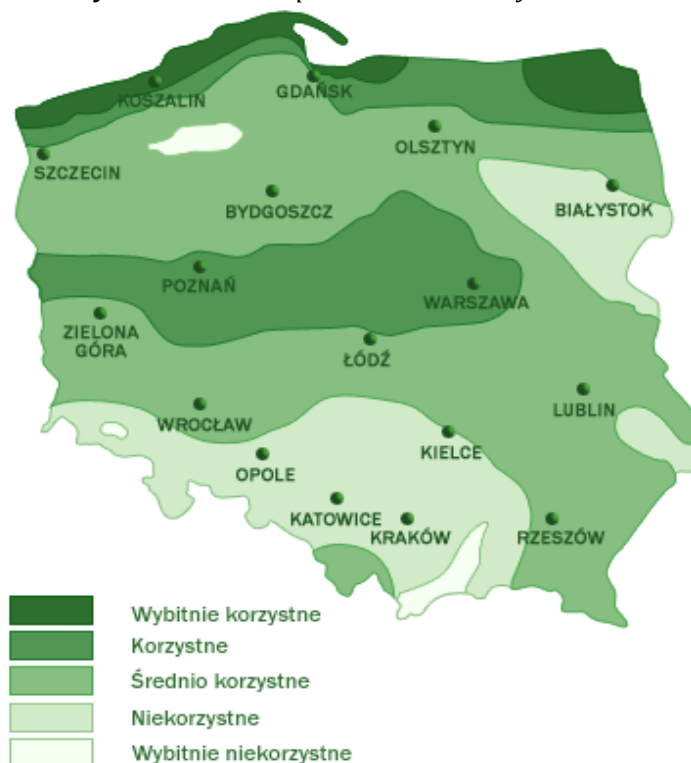 KOSZALIN
GDAŃSK
OLSZTYN
SZCZECIN
BYDGOSZCZ
BIAŁYSTOK
POZNAŃ
WARSZAWA
ZIELONA
GÓRA
ŁÓDŹ
WROCŁAW
LUBLIN
KIELCE
OPOLE
KATOWICE
KRAKÓW
RZESZÓW
Wybitnie korzystne
Korzystne
Średnio korzystne
Niekorzystne
Wybitnie niekorzystne